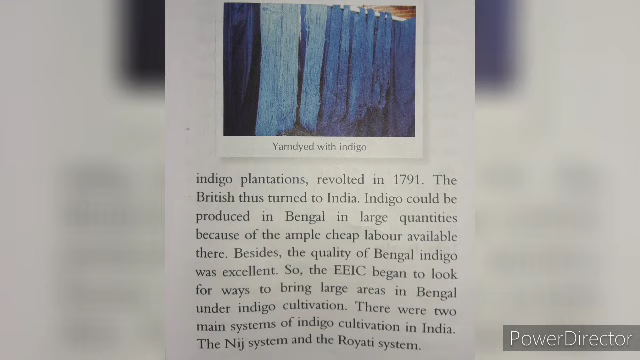 Yarndyed with indigo
indigo plantations, revolted in 1791. The
British thus turned to India. Indigo could be
produced in Bengal in large quantities
because of the ample cheap labour available
there. Besides, the quality of Bengal indigo
was excellent. So, the EEIC began to look
for ways to bring large areas in Bengal
under indigo cultivation. There were two
main systems of indigo cultivation in India.
The Nij system and the Royati system.
PowerDirector